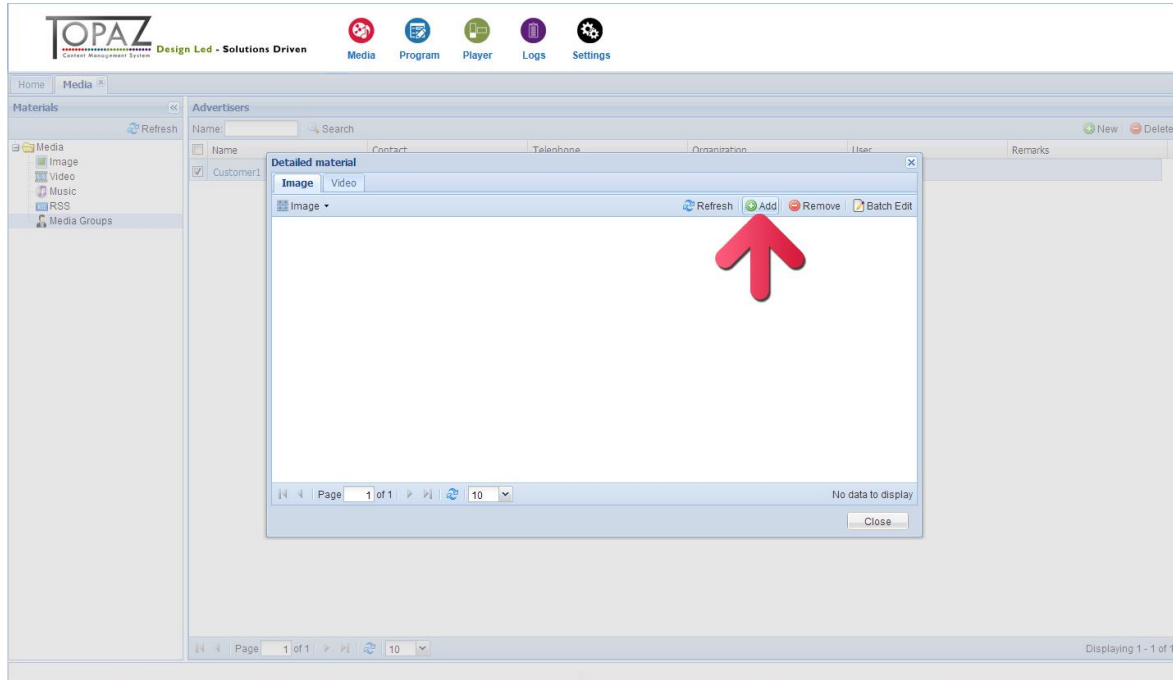 TOPAZ
Content Management System
Design Led - Solutions Driven
Media Program Player Logs Settings
Home Media
Materials
Refresh
Media
Image
Video
Music
RSS
Media Groups
Advertisers
Name: Search New Delete
Name Contact Telephone Organization User Remarks
Customer1
Detailed material
Image Video
Image Refresh Add Remove Batch Edit
Page 1 of 1 10 No data to display
Close
Page 1 of 1 10 Displaying 1 - 1 of 1